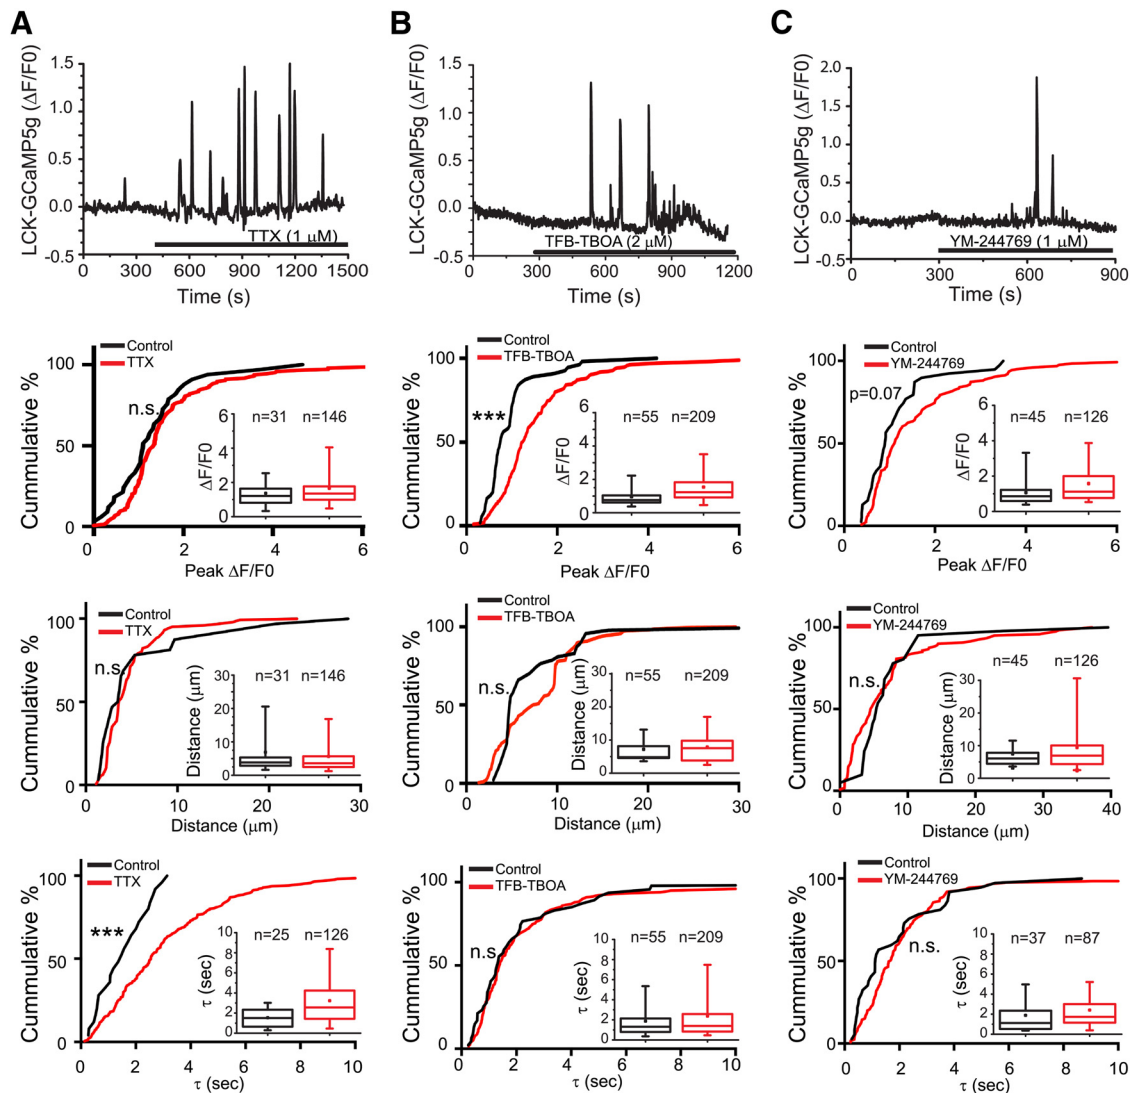 A
B
C
LCK-GCaMP5g (ΔF/F0)
1.5
1.0
0.5
0.0
-0.5
TTX (1 μM)
0 300 600 900 1200 1500
Time (s)
LCK-GCaMP5g (ΔF/F0)
1.5
1.0
0.5
0.0
-0.5
TFB-TBOA (2 μM)
0 300 600 900 1200
Time (s)
LCK-GCaMP5g (ΔF/F0)
2.0
1.5
1.0
0.5
0.0
-0.5
YM-244769 (1 μM)
0 300 600 900
Time (s)
Cummulative %
100
50
0
Control
TTX
n.s.
n=31 n=146
ΔF/F0
6
4
2
0
0 2 4 6
Peak ΔF/F0
100
50
0
Cummulative %
Control
TFB-TBOA
***
n=55 n=209
ΔF/F0
6
4
2
0
0 2 4 6
Peak ΔF/F0
Cummulative %
100
50
0
Control
YM-244769
p=0.07
n=45 n=126
ΔF/F0
6
4
2
0
0 2 4 6
Peak ΔF/F0
Cummulative %
100
50
0
Control
TTX
n.s.
n=31 n=146
Distance (μm)
30
20
10
0
0 10 20 30
Distance (μm)
Cummulative %
100
50
0
Control
TFB-TBOA
n.s.
n=55 n=209
Distance (μm)
30
20
10
0
0 10 20 30
Distance (μm)
Cummulative %
100
50
0
Control
YM-244769
n.s.
n=45 n=126
Distance (μm)
30
20
10
0
0 10 20 30 40
Distance (μm)
Cummulative %
100
50
0
Control
TTX
***
n=25 n=126
τ (sec)
10
8
6
4
2
0
0 2 4 6 8 10
τ (sec)
Cummulative %
100
50
0
Control
TFB-TBOA
n.s.
n=55 n=209
τ (sec)
10
8
6
4
2
0
0 2 4 6 8 10
τ (sec)
Cummulative %
100
50
0
Control
YM-244769
n.s.
n=37 n=87
τ (sec)
10
8
6
4
2
0
0 2 4 6 8 10
τ (sec)